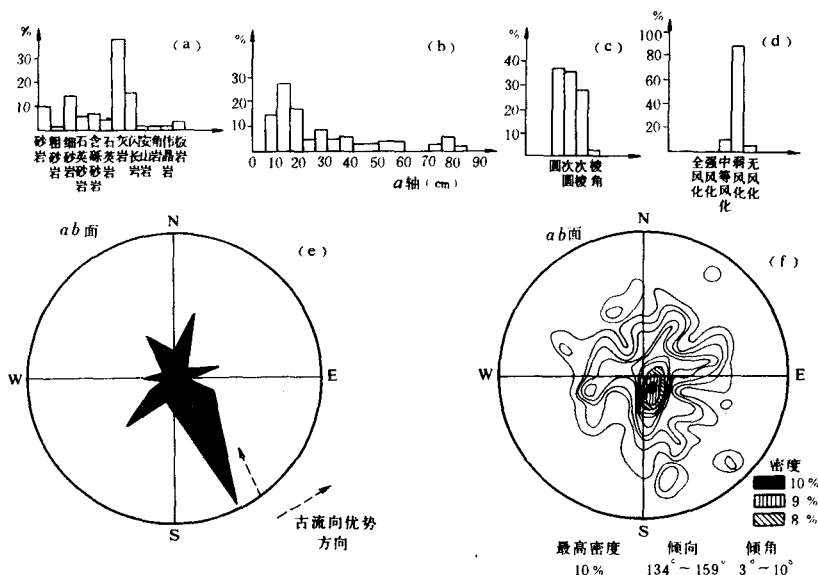 %
(a)
30
20
10
砂岩
粗砂岩
细砂岩
石英砂岩
含砾砂岩
石英岩
灰岩
闪长岩
安山岩
角岩
伟晶岩
板岩
%
(b)
30
20
10
0 10 20 30 40 50 60 70 80 90
a轴 (cm)
%
(c)
40
30
20
10
圆
次圆
次棱
棱角
%
(d)
100
80
60
40
20
全风化
强风化
中等风化
弱风化
无风化
ab面
N
(e)
W
E
S
古流向优势
方向
ab面
N
(f)
W
E
S
密度
10%
9%
8%
最高密度 倾向 倾角
10% 134°~159° 3°~10°